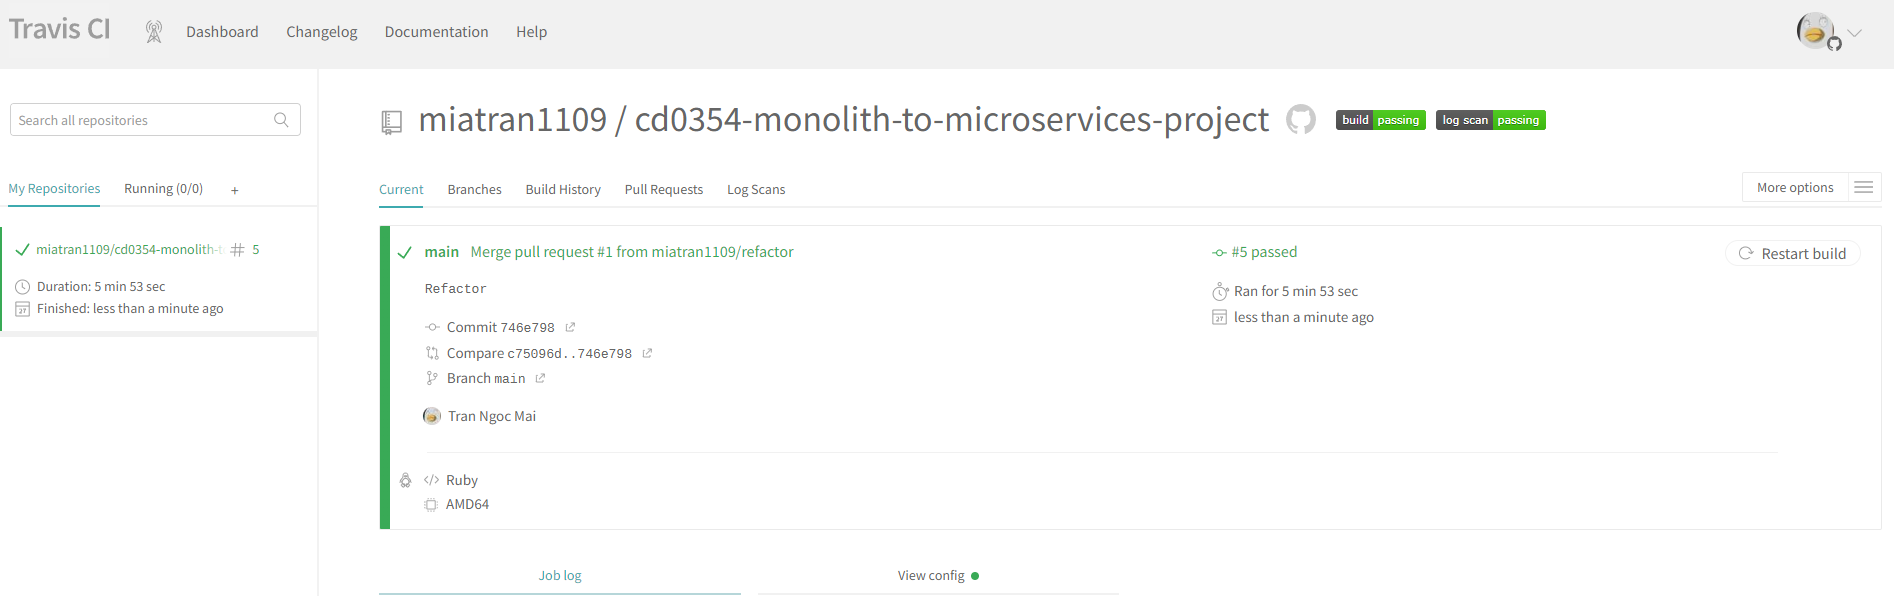 Travis CI
Dashboard Changelog Documentation Help
Search all repositories
My Repositories Running (0/0) +
miatran1109/cd0354-monolith-t # 5
Duration: 5 min 53 sec
Finished: less than a minute ago
miatran1109 / cd0354-monolith-to-microservices-project
build passing log scan passing
Current Branches Build History Pull Requests Log Scans
More options
main Merge pull request #1 from miatran1109/refactor
Refactor
Commit 746e798
Compare c75096d..746e798
Branch main
Tran Ngoc Mai
#5 passed
Ran for 5 min 53 sec
less than a minute ago
Restart build
Ruby
AMD64
Job log View config